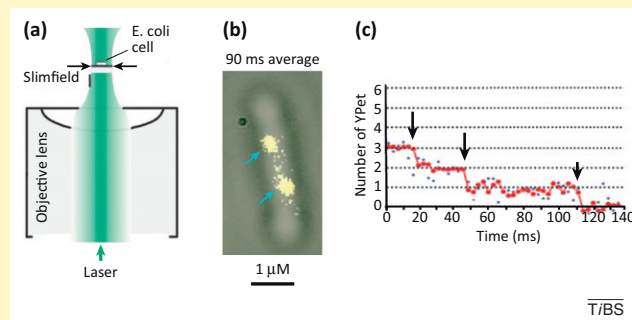 (a)
E. coli
cell
Slimfield
Objective lens
Laser
(b)
90 ms average
1 μM
(c)
Number of YPet
6
5
4
3
2
1
0
0 20 40 60 80 100 120 140
Time (ms)
TiBS